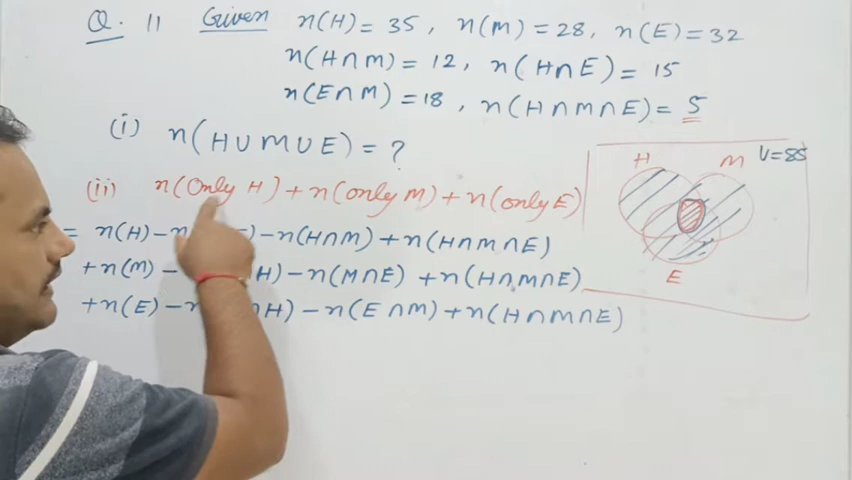 Q. 11 Given n(H) = 35, n(M) = 28, n(E) = 32
n(H∩M) = 12, n(H∩E) = 15
n(E∩M) = 18, n(H∩M∩E) = 5
(i) n(H∪M∪E) = ?
(ii) n(Only H) + n(only M) + n(only E)
= n(H) - n( E) - n(H∩M) + n(H∩M∩E)
+n(M) - H) - n(M∩E) + n(H∩M∩E)
+n(E) - n( ∩H) - n(E∩M) + n(H∩M∩E)
H M U=85
E